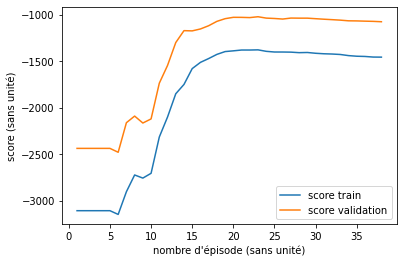 −1000
−1500
−2000
−2500
−3000
score (sans unité)
0 5 10 15 20 25 30 35
nombre d'épisode (sans unité)
score train
score validation